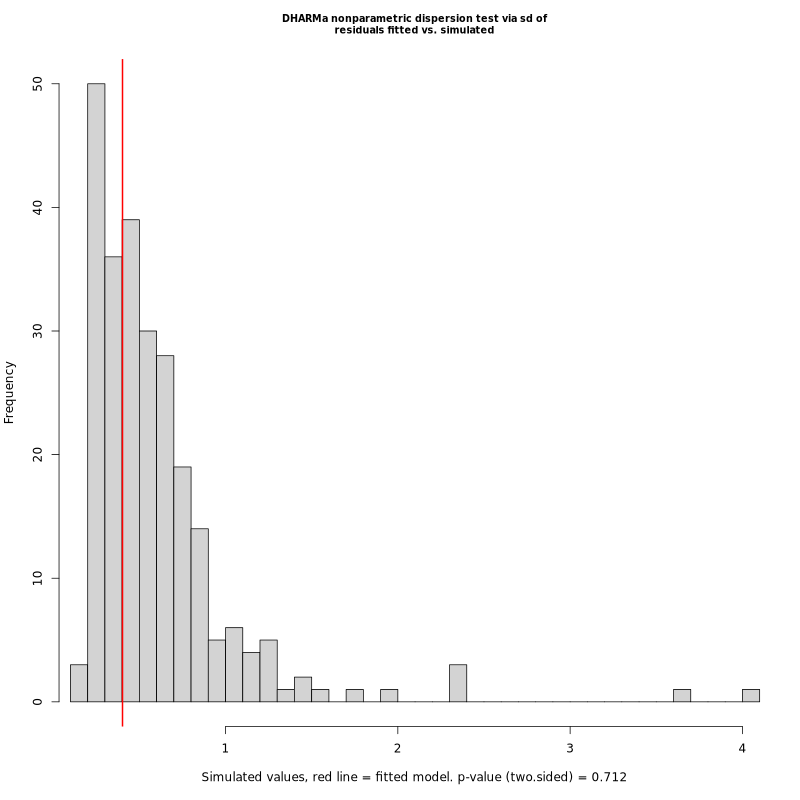 DHARMa nonparametric dispersion test via sd of
residuals fitted vs. simulated
50
40
30
20
10
0
Frequency
1 2 3 4
Simulated values, red line = fitted model. p-value (two.sided) = 0.712